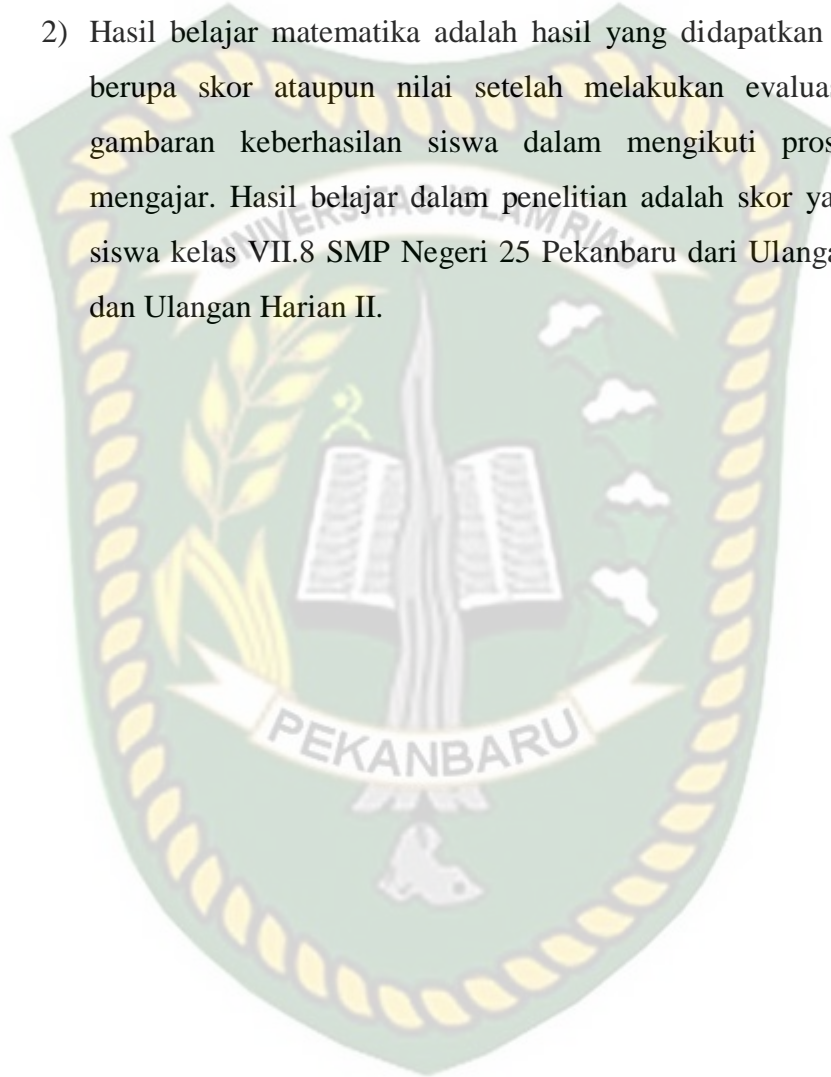 2) Hasil belajar matematika adalah hasil yang didapatkan
berupa skor ataupun nilai setelah melakukan
gambaran keberhasilan siswa dalam mengikuti
mengajar. Hasil belajar dalam penelitian adalah skor
siswa kelas VII.8 SMP Negeri 25 Pekanbaru dari
dan Ulangan Harian II.
UNIVERSITAS ISLAM RIAU
PEKANBARU